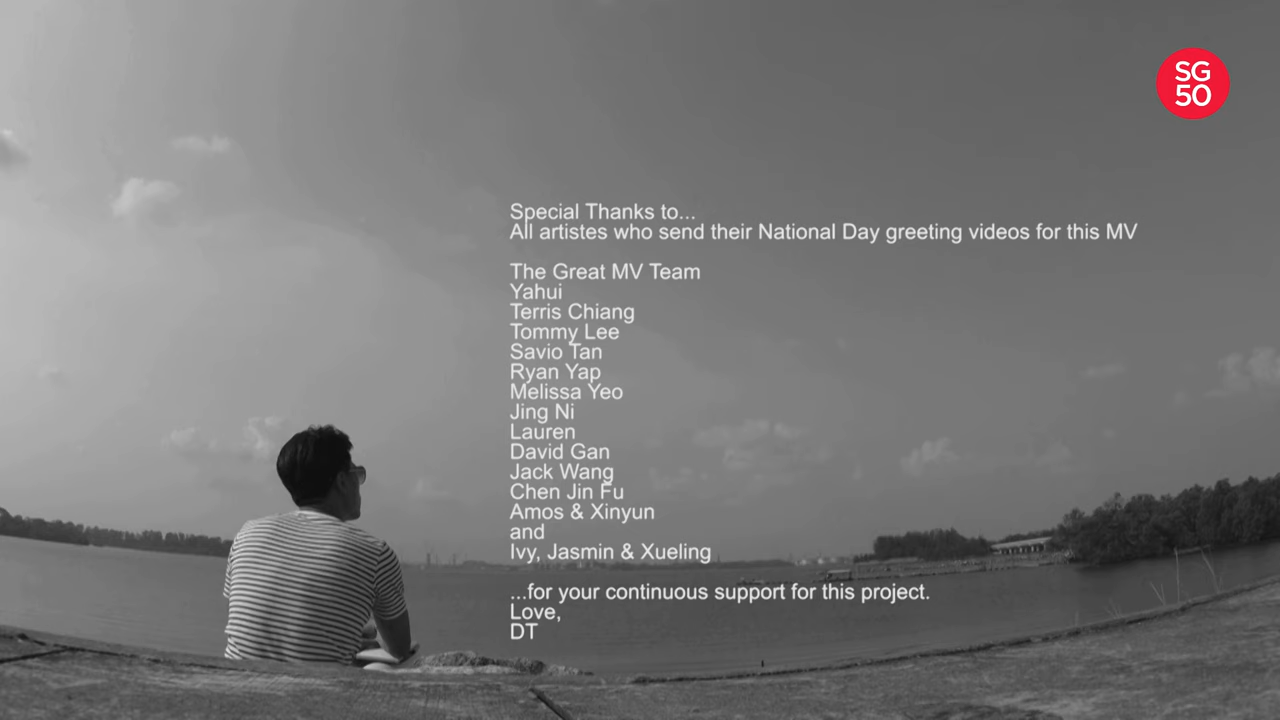 SG
50
Special Thanks to...
All artistes who send their National Day greeting videos for this MV
The Great MV Team
Yahui
Terris Chiang
Tommy Lee
Savio Tan
Ryan Yap
Melissa Yeo
Jing Ni
Lauren
David Gan
Jack Wang
Chen Jin Fu
Amos & Xinyun
and
Ivy, Jasmin & Xueling
...for your continuous support for this project.
Love,
DT